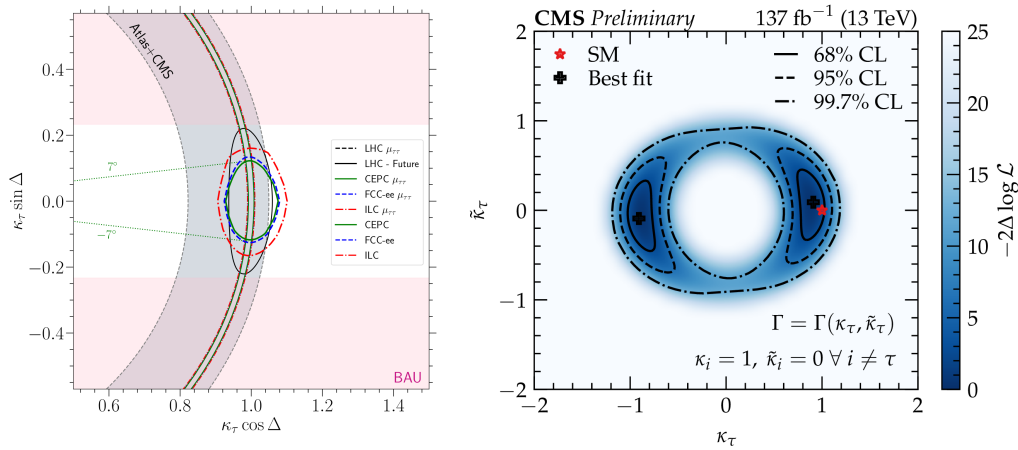 Atlas+CMS
0.4
0.2
0.0
−0.2
−0.4
κτ sin Δ
7°
−7°
LHC μττ
LHC - Future
CEPC μττ
FCC-ee μττ
ILC μττ
CEPC
FCC-ee
ILC
BAU
0.6 0.8 1.0 1.2 1.4
κτ cos Δ
CMS Preliminary 137 fb⁻¹ (13 TeV)
SM
Best fit
68% CL
95% CL
99.7% CL
2
1
0
−1
−2
κ̃τ
Γ = Γ(κτ, κ̃τ)
κi = 1, κ̃i = 0 ∀ i ≠ τ
−2 −1 0 1 2
κτ
25
20
15
10
5
0
−2Δ log ℒ